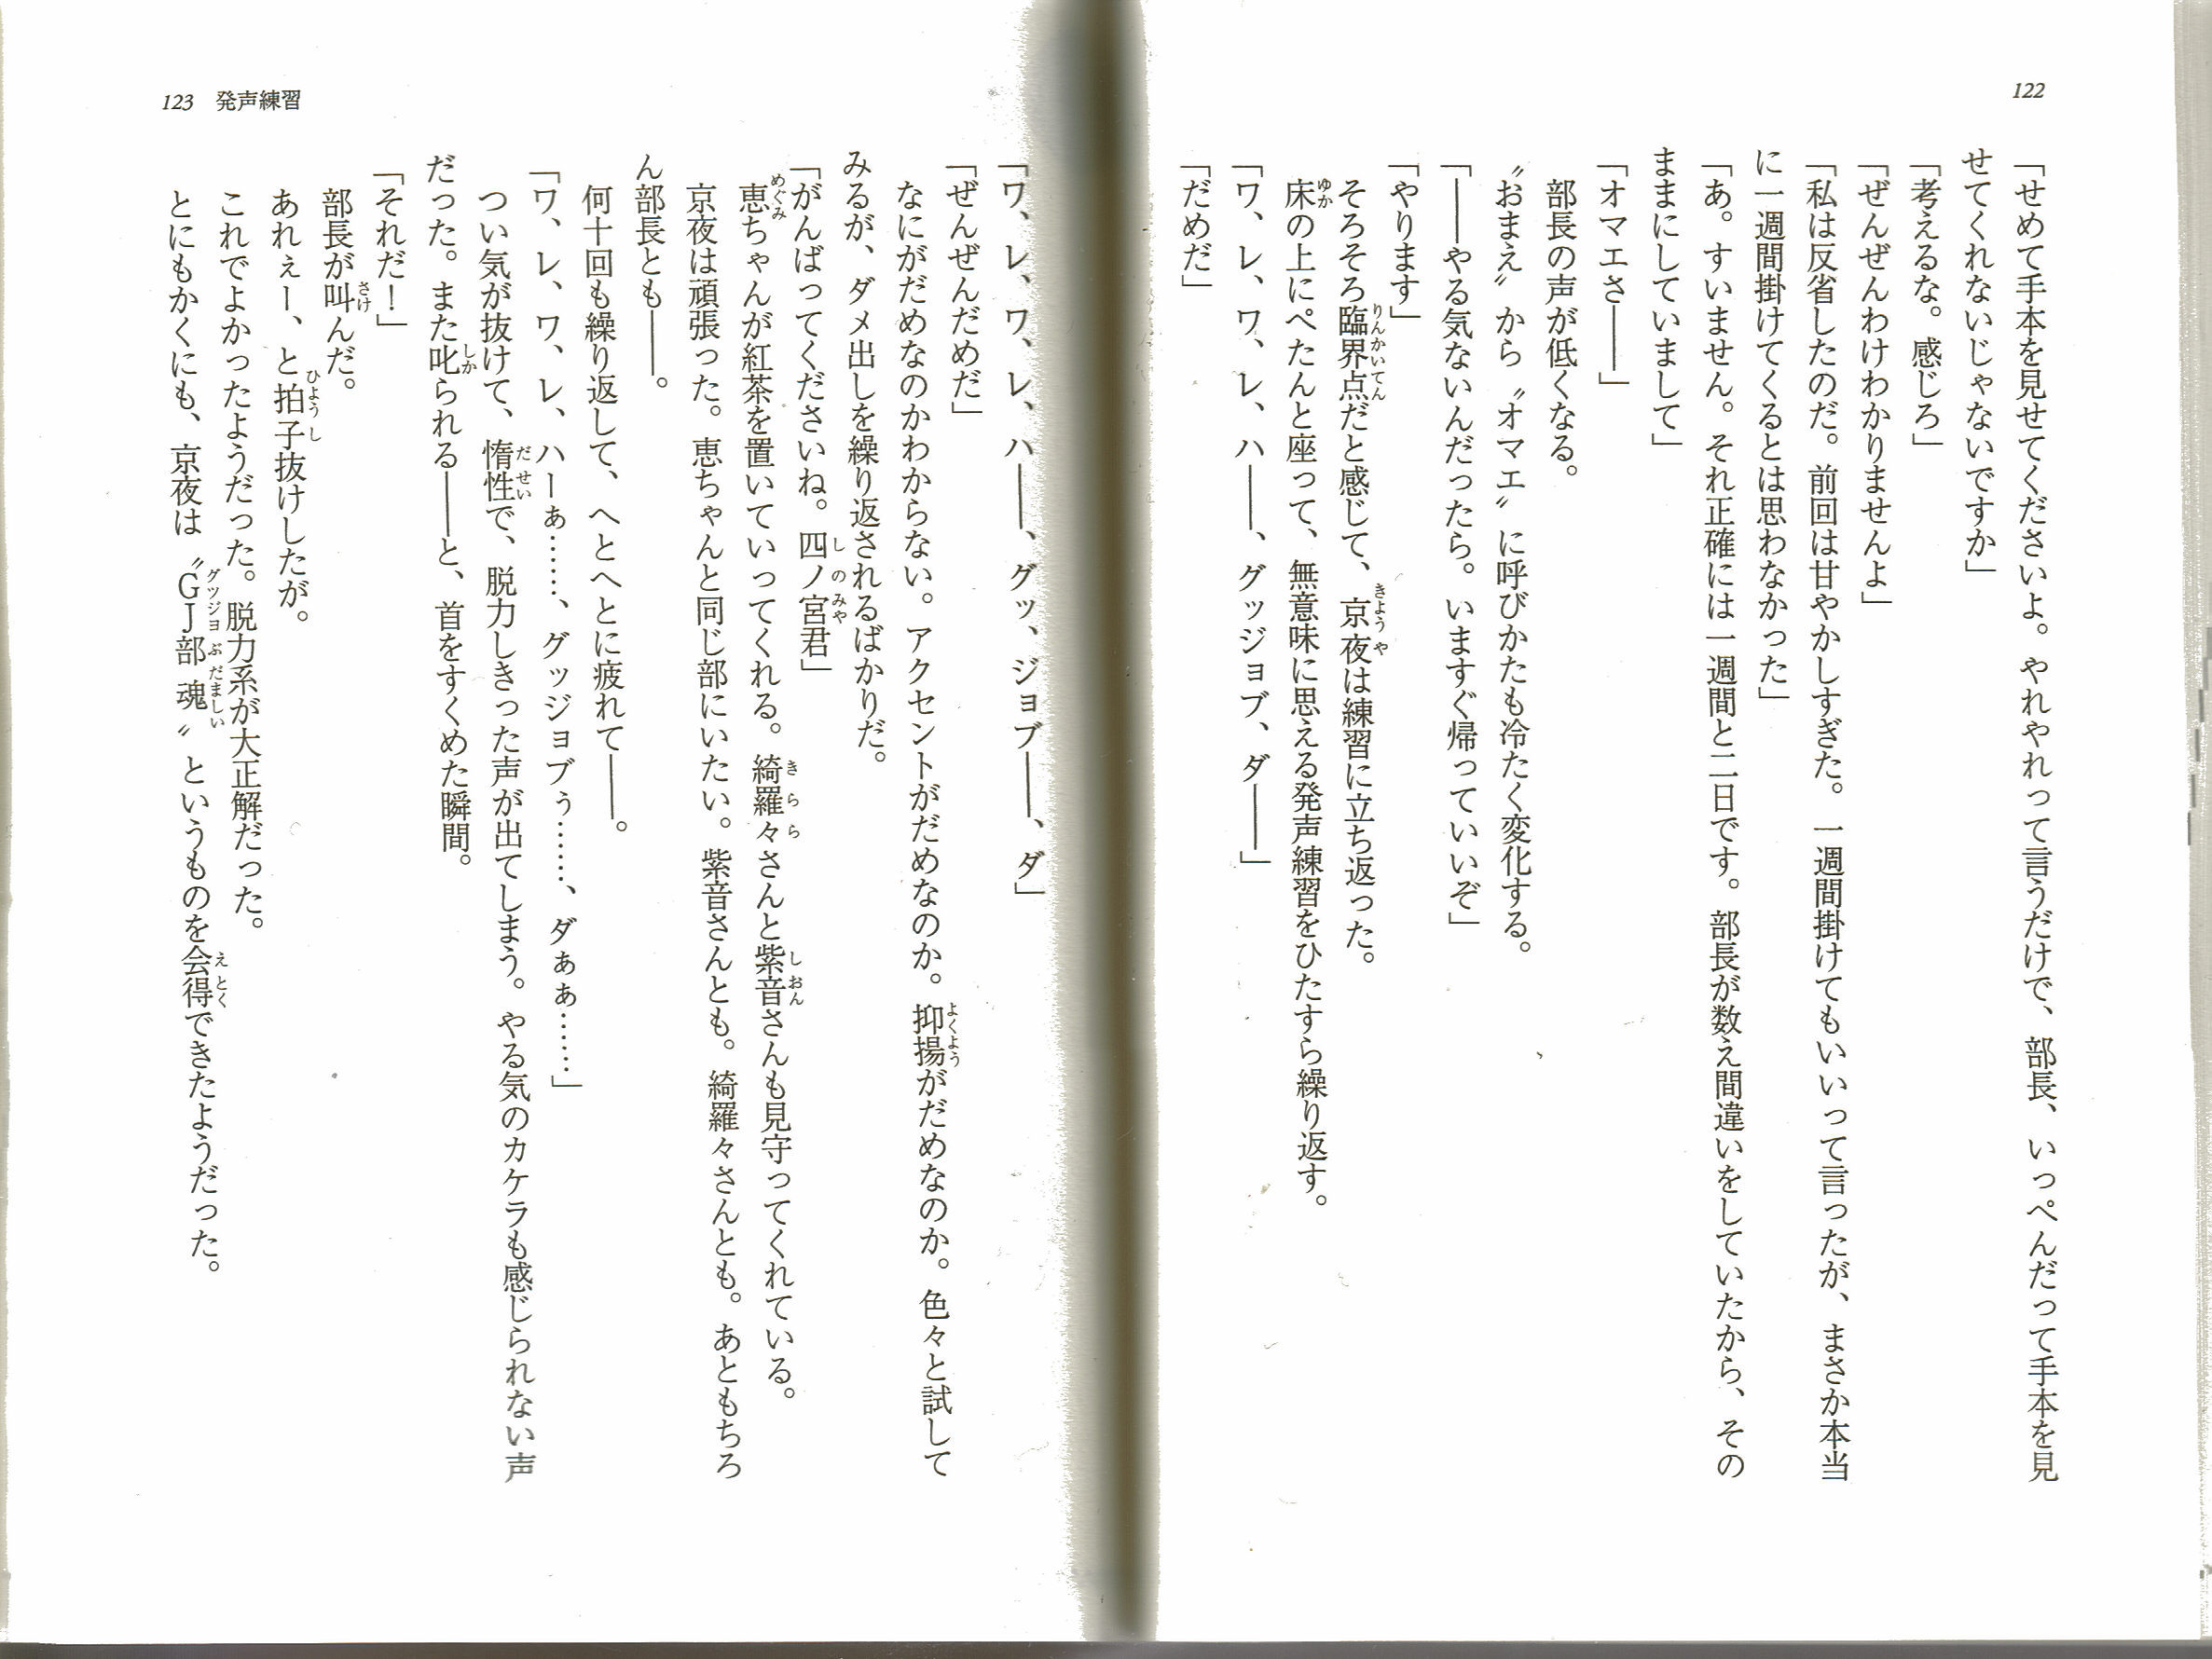 122
「せめて手本を見せてくださいよ。やれやれって言うだけで、部長、いっぺんだって手本を見
せてくれないじゃないですか」
「考えるな。感じろ」
「ぜんぜんわけわかりませんよ」
「私は反省したのだ。前回は甘やかしすぎた。一週間掛けてもいいって言ったが、まさか本当
に一週間掛けてくるとは思わなかった」
「あ。すいません。それ正確には一週間と二日です。部長が数え間違いをしていたから、その
ままにしていまして」
「オマエさ――」
部長の声が低くなる。
〝おまえ〟から〝オマエ〟に呼びかたも冷たく変化する。
「――やる気ないんだったら。いますぐ帰っていいぞ」
「やります」
そろそろ臨界点だと感じて、京夜は練習に立ち返った。
床の上にぺたんと座って、無意味に思える発声練習をひたすら繰り返す。
「ワ、レ、ワ、レ、ハ――、グッジョブ、ダ――」
「だめだ」
「ワ、レ、ワ、レ、ハ――、グッ、ジョブ――、ダ」
「ぜんぜんだめだ」
なにがだめなのかわからない。アクセントがだめなのか。抑揚がだめなのか。色々と試して
みるが、ダメ出しを繰り返されるばかりだ。
「がんばってくださいね。四ノ宮君」
恵ちゃんが紅茶を置いていってくれる。綺羅々さんと紫音さんも見守ってくれている。
京夜は頑張った。恵ちゃんと同じ部にいたい。紫音さんとも。綺羅々さんとも。あともちろ
ん部長とも――。
何十回も繰り返して、へとへとに疲れて――。
「ワ、レ、ワ、レ、ハーぁ……、グッジョブぅ……、ダぁぁ……」
つい気が抜けて、惰性で、脱力しきった声が出てしまう。やる気のカケラも感じられない声
だった。また叱られる――と、首をすくめた瞬間。
「それだ！」
部長が叫んだ。
あれぇー、と拍子抜けしたが。
これでよかったようだった。脱力系が大正解だった。
とにもかくにも、京夜は〝GJ部魂〟というものを会得できたようだった。
123 発声練習